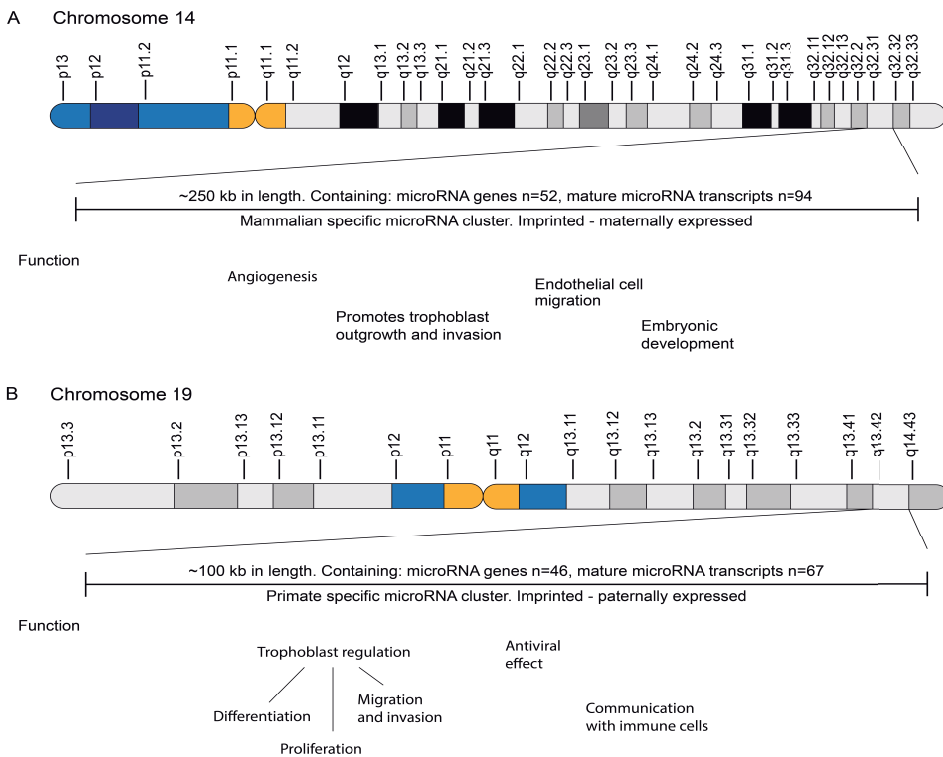 A Chromosome 14
p13 p12 p11.2 p11.1 q11.1 q11.2 q12 q13.1 q13.2 q13.3 q21.1 q21.2 q21.3 q22.1 q22.2 q22.3 q23.1 q23.2 q23.3 q24.1 q24.2 q24.3 q31.1 q31.2 q31.3 q32.11 q32.12 q32.13 q32.2 q32.31 q32.32 q32.33
~250 kb in length. Containing: microRNA genes n=52, mature microRNA transcripts n=94
Mammalian specific microRNA cluster. Imprinted - maternally expressed
Function
Angiogenesis
Endothelial cell
migration
Promotes trophoblast
outgrowth and invasion
Embryonic
development
B Chromosome 19
p13.3 p13.2 p13.13 p13.12 p13.11 p12 p11 q11 q12 q13.11 q13.12 q13.13 q13.2 q13.31 q13.32 q13.33 q13.41 q13.42 q14.43
~100 kb in length. Containing: microRNA genes n=46, mature microRNA transcripts n=67
Primate specific microRNA cluster. Imprinted - paternally expressed
Function
Trophoblast regulation
Antiviral
effect
Differentiation
Migration
and invasion
Proliferation
Communication
with immune cells